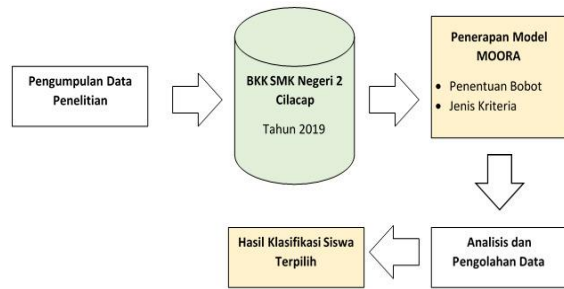 Pengumpulan Data
Penelitian
BKK SMK Negeri 2
Cilacap
Tahun 2019
Penerapan Model
MOORA
• Penentuan Bobot
• Jenis Kriteria
Analisis dan
Pengolahan Data
Hasil Klasifikasi Siswa
Terpilih